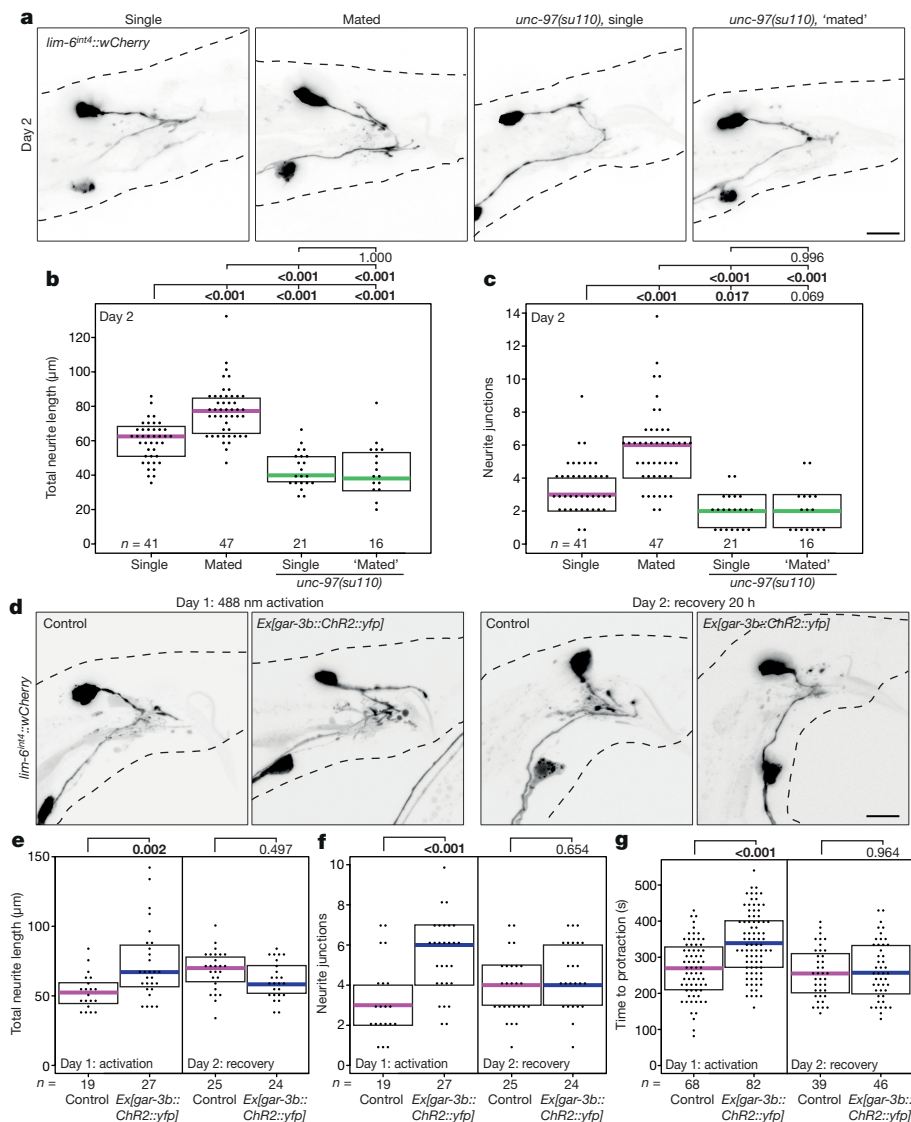 a
Single
Mated
unc-97(su110), single
unc-97(su110), ‘mated’
lim-6int4::wCherry
Day 2
b
1.000
<0.001 <0.001
<0.001 <0.001 <0.001
Day 2
Total neurite length (μm)
120
100
80
60
40
20
0
n = 41 47 21 16
Single Mated Single ‘Mated’
unc-97(su110)
c
0.996
<0.001 <0.001
<0.001 0.017 0.069
Day 2
Neurite junctions
14
12
10
8
6
4
2
0
n = 41 47 21 16
Single Mated Single ‘Mated’
unc-97(su110)
d
Day 1: 488 nm activation
Day 2: recovery 20 h
Control
Ex[gar-3b::ChR2::yfp]
Control
Ex[gar-3b::ChR2::yfp]
lim-6int4::wCherry
e
0.002 0.497
Total neurite length (μm)
150
100
50
0
Day 1: activation Day 2: recovery
n = 19 27 25 24
Control Ex[gar-3b:: Control Ex[gar-3b::
ChR2::yfp] ChR2::yfp]
f
<0.001 0.654
Neurite junctions
10
8
6
4
2
0
Day 1: activation Day 2: recovery
n = 19 27 25 24
Control Ex[gar-3b:: Control Ex[gar-3b::
ChR2::yfp] ChR2::yfp]
g
<0.001 0.964
Time to protraction (s)
500
400
300
200
100
0
Day 1: activation Day 2: recovery
n = 68 82 39 46
Control Ex[gar-3b:: Control Ex[gar-3b::
ChR2::yfp] ChR2::yfp]